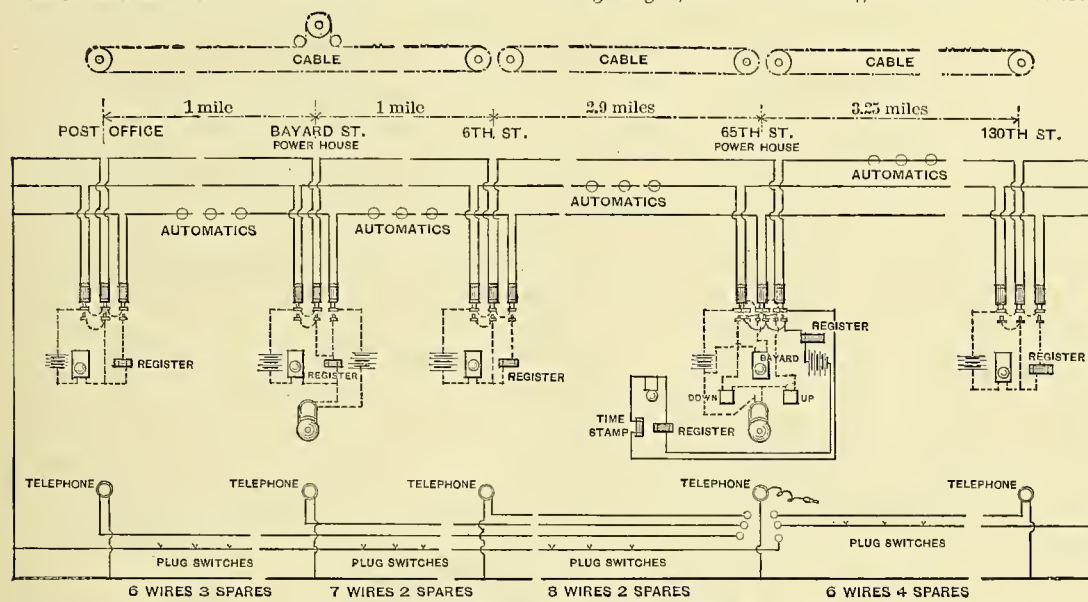 CABLE CABLE CABLE
1 mile 1 mile 2.9 miles 3.25 miles
POST OFFICE BAYARD ST. 6TH ST. 65TH ST. 130TH ST.
POWER HOUSE POWER HOUSE
AUTOMATICS
AUTOMATICS
AUTOMATICS AUTOMATICS
REGISTER
BAYARD REGISTER
REGISTER REGISTER REGISTER
DOWN UP
TIME
STAMP REGISTER
TELEPHONE TELEPHONE TELEPHONE TELEPHONE TELEPHONE
PLUG SWITCHES
PLUG SWITCHES PLUG SWITCHES PLUG SWITCHES
6 WIRES 3 SPARES 7 WIRES 2 SPARES 8 WIRES 2 SPARES 6 WIRES 4 SPARES